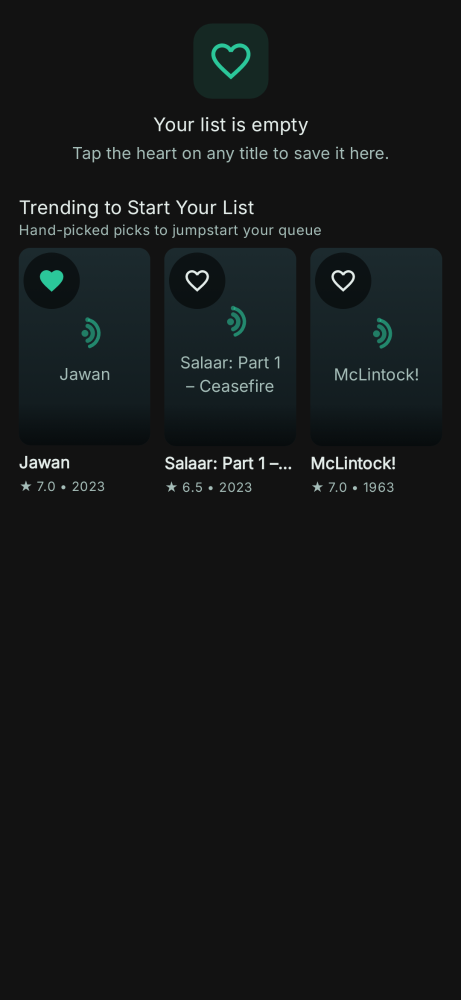 Your list is empty
Tap the heart on any title to save it here.
Trending to Start Your List
Hand-picked picks to jumpstart your queue
Jawan
Salaar: Part 1
– Ceasefire
McLintock!
Jawan
Salaar: Part 1 –...
McLintock!
★ 7.0 • 2023
★ 6.5 • 2023
★ 7.0 • 1963